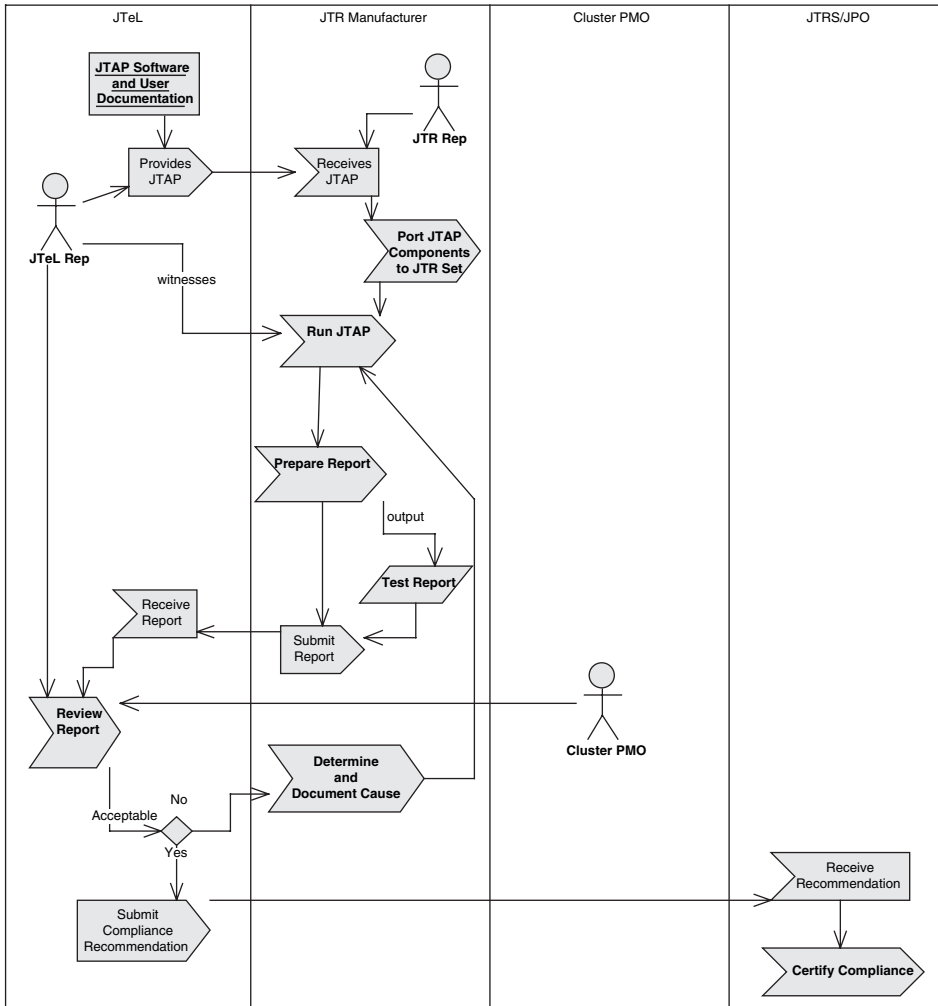 JTeL
JTR Manufacturer
Cluster PMO
JTRS/JPO
JTAP Software
and User
Documentation
JTR Rep
Provides
JTAP
Receives
JTAP
JTeL Rep
Port JTAP
Components
to JTR Set
witnesses
Run JTAP
Prepare Report
output
Test Report
Receive
Report
Submit
Report
Review
Report
Cluster PMO
Determine
and
Document Cause
No
Acceptable
Yes
Receive
Recommendation
Submit
Compliance
Recommendation
Certify Compliance